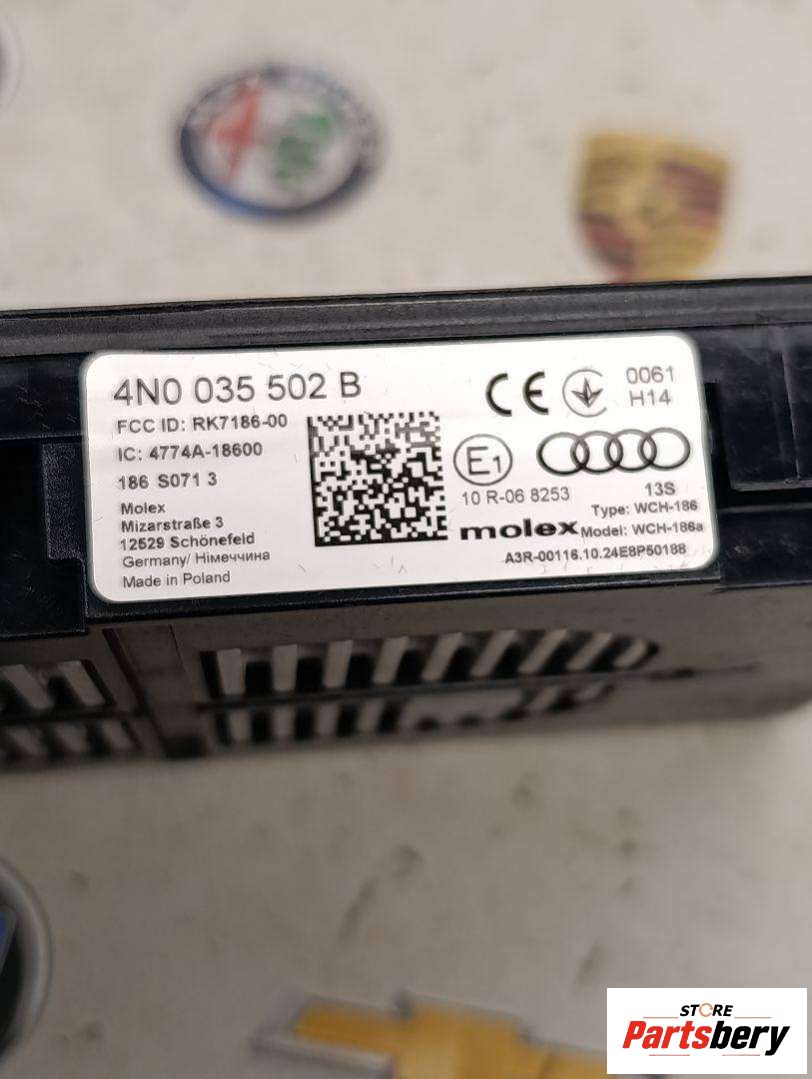 4N0 035 502 B
FCC ID: RK7186-00
IC: 4774A-18600
186 S071 3
Molex
Mizarstraße 3
12529 Schönefeld
Germany/ Німеччина
Made in Poland
CE
0061
H14
E1
10 R-06 8253
13S
Type: WCH-186
molex Model: WCH-186a
A3R-00116.10.24E8P50188
STORE
Partsbery